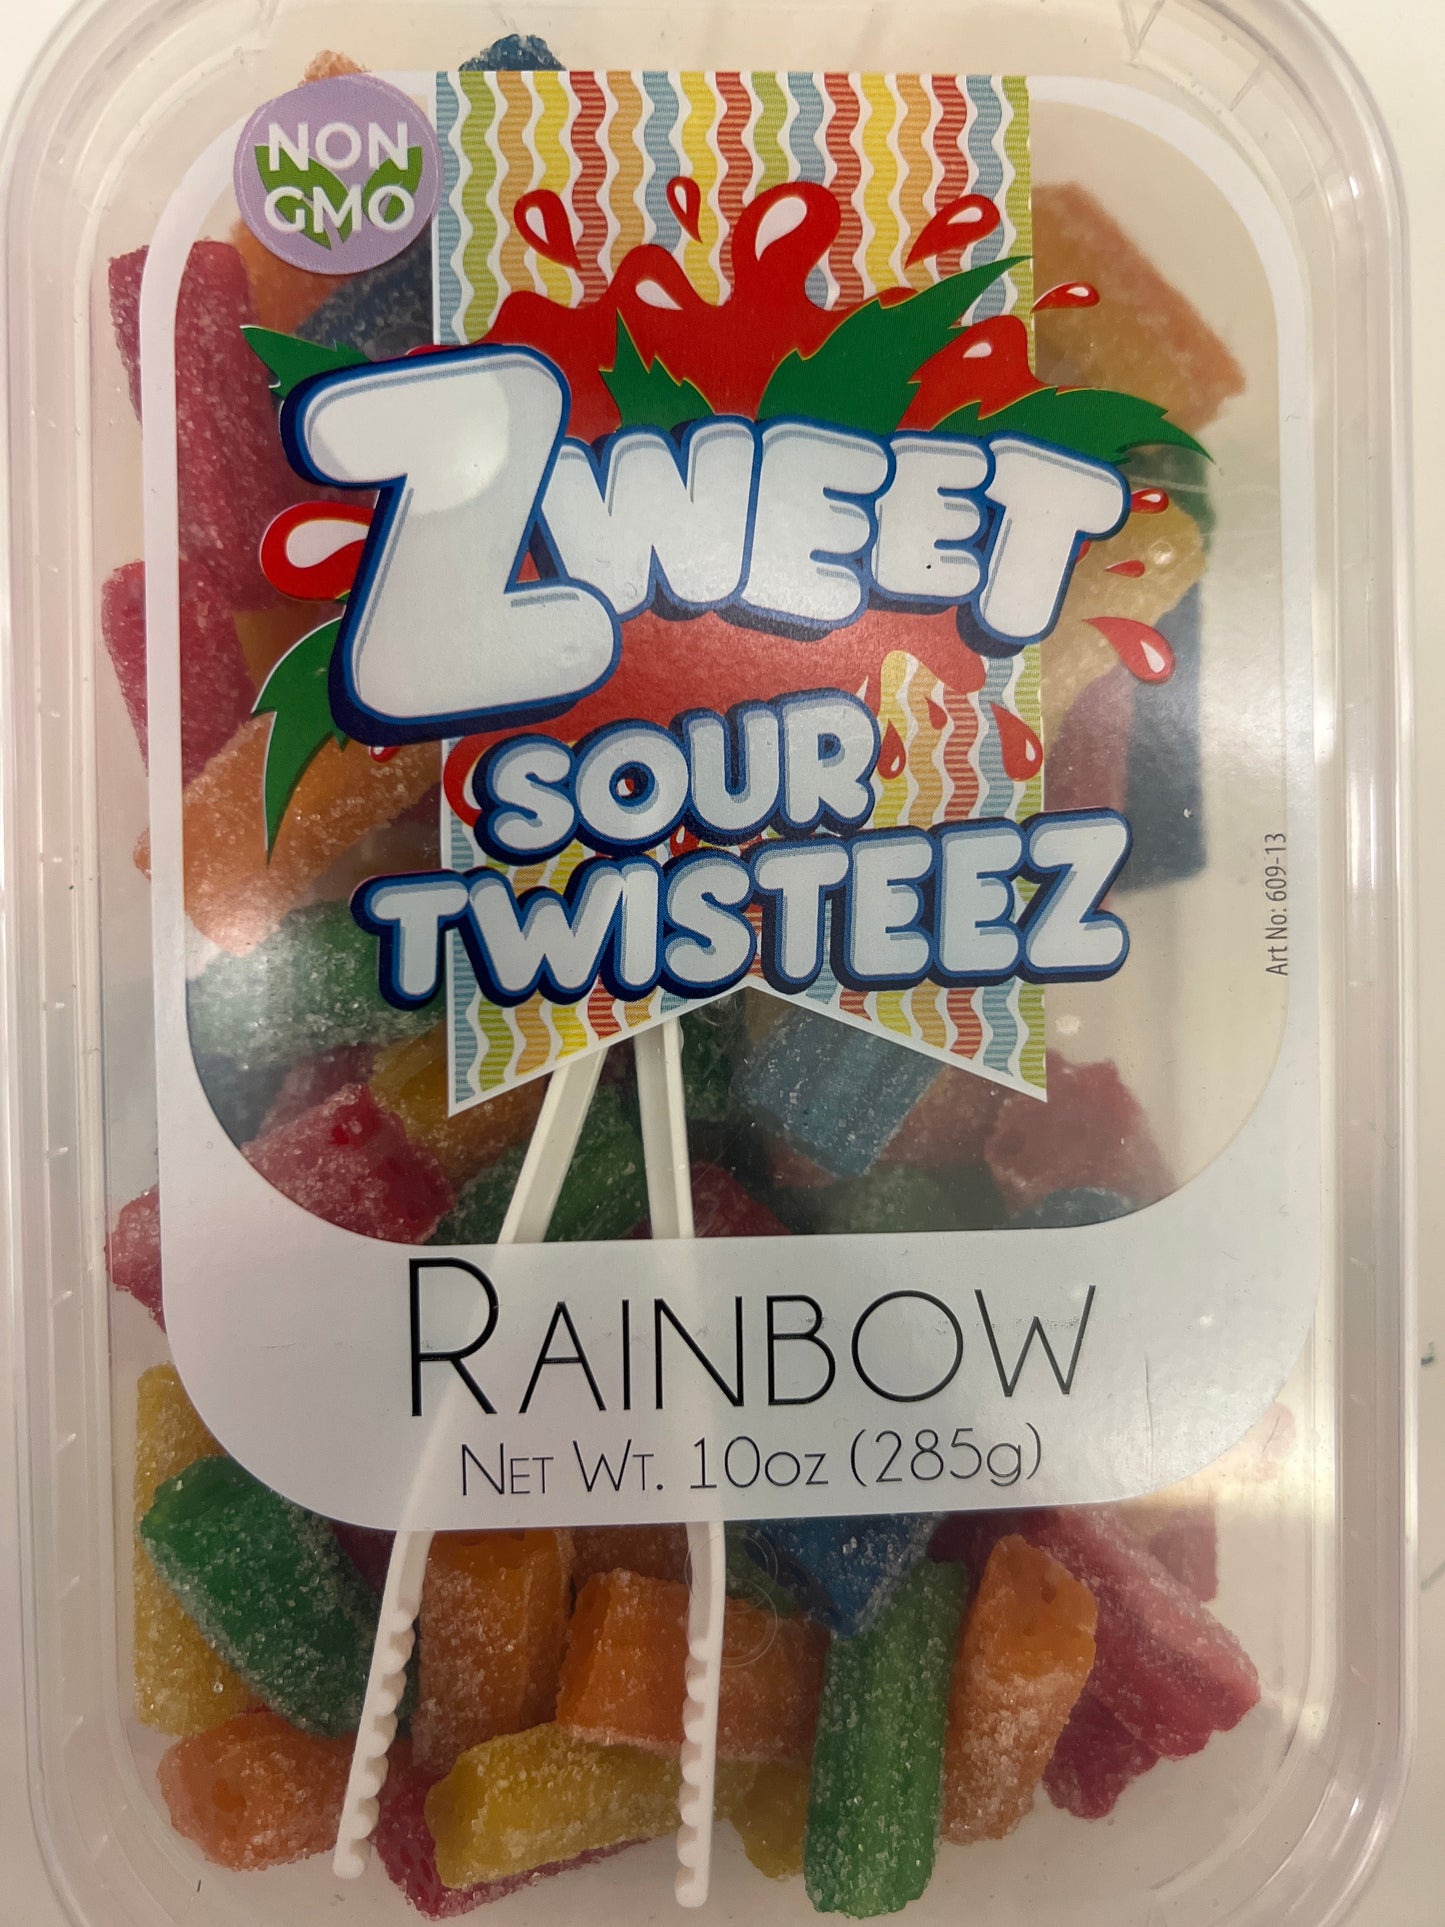 NON
GMO
ZWEET
SOUR
TWISTEEZ
Art No: 609-13
RAINBOW
NET WT. 10oz (285g)